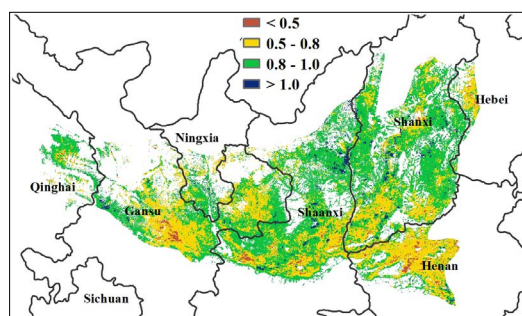 < 0.5
0.5 - 0.8
0.8 - 1.0
> 1.0
Hebei
Shanxi
Ningxia
Qinghai
Gansu
Shaanxi
Henan
Sichuan